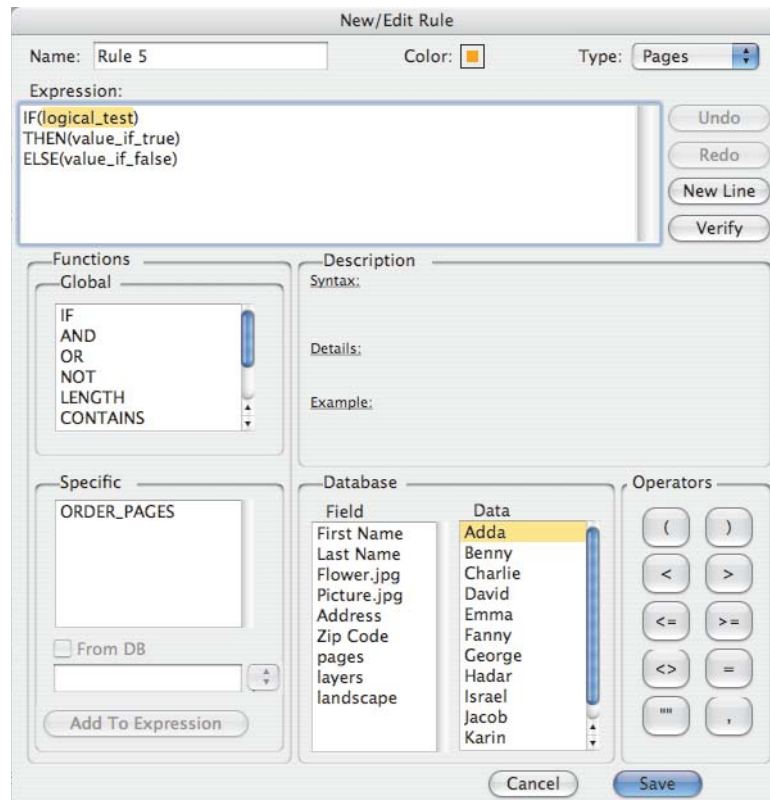 New/Edit Rule
Name: Rule 5 Color: Type: Pages
Expression:
IF(logical_test)
THEN(value_if_true)
ELSE(value_if_false)
Undo
Redo
New Line
Verify
Functions
Global
IF
AND
OR
NOT
LENGTH
CONTAINS
Description
Syntax:
Details:
Example:
Specific
ORDER_PAGES
From DB
Add To Expression
Database
Field
First Name
Last Name
Flower.jpg
Picture.jpg
Address
Zip Code
pages
layers
landscape
Data
Adda
Benny
Charlie
David
Emma
Fanny
George
Hadar
Israel
Jacob
Karin
Operators
( )
< >
<= >=
<> =
"" ,
Cancel Save